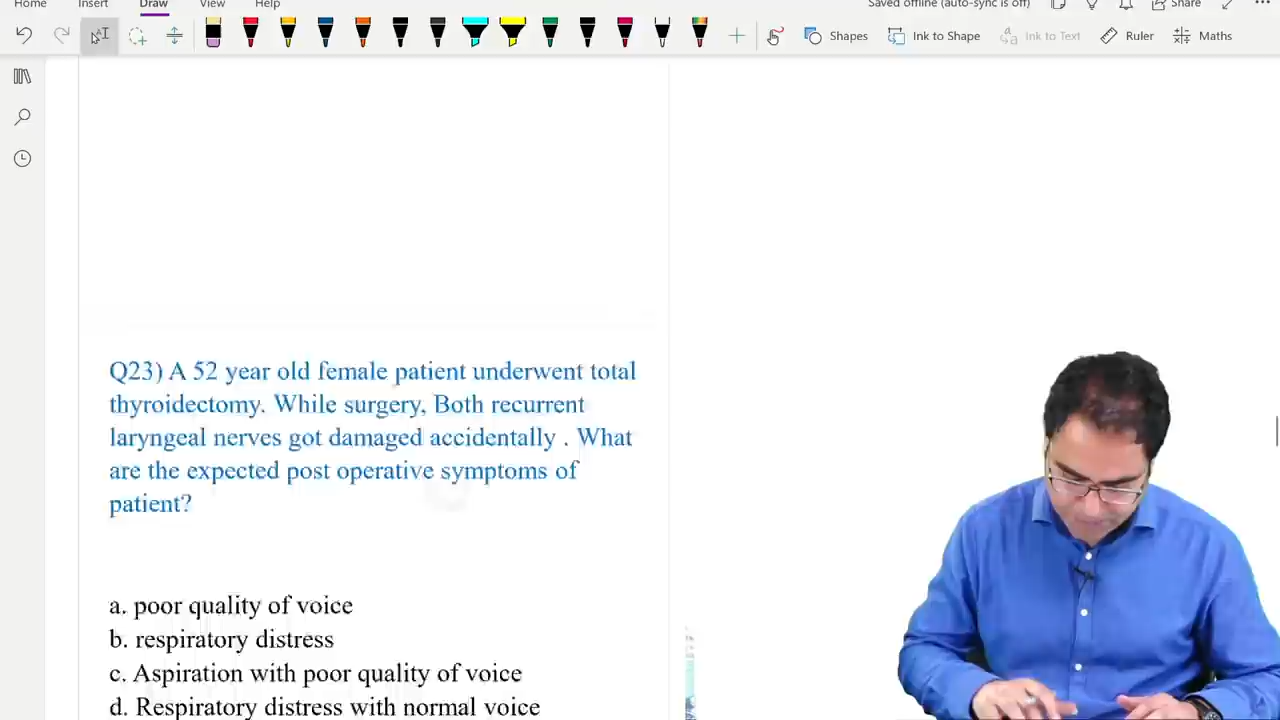 Home Insert Draw View Help Saved offline (auto-sync is off) Share
Shapes Ink to Shape Ink to Text Ruler Maths
Q23) A 52 year old female patient underwent total
thyroidectomy. While surgery, Both recurrent
laryngeal nerves got damaged accidentally . What
are the expected post operative symptoms of
patient?
a. poor quality of voice
b. respiratory distress
c. Aspiration with poor quality of voice
d. Respiratory distress with normal voice